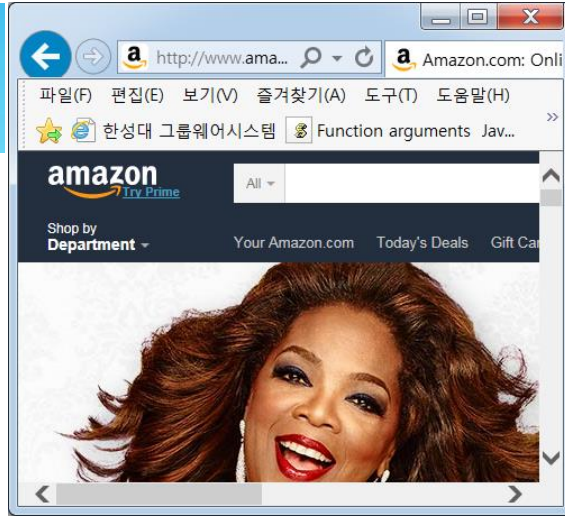 http://www.ama...
Amazon.com: Onli
파일(F) 편집(E) 보기(V) 즐겨찾기(A) 도구(T) 도움말(H)
한성대 그룹웨어시스템 Function arguments Jav...
amazon
Try Prime
All
Shop by
Department
Your Amazon.com Today's Deals Gift Car